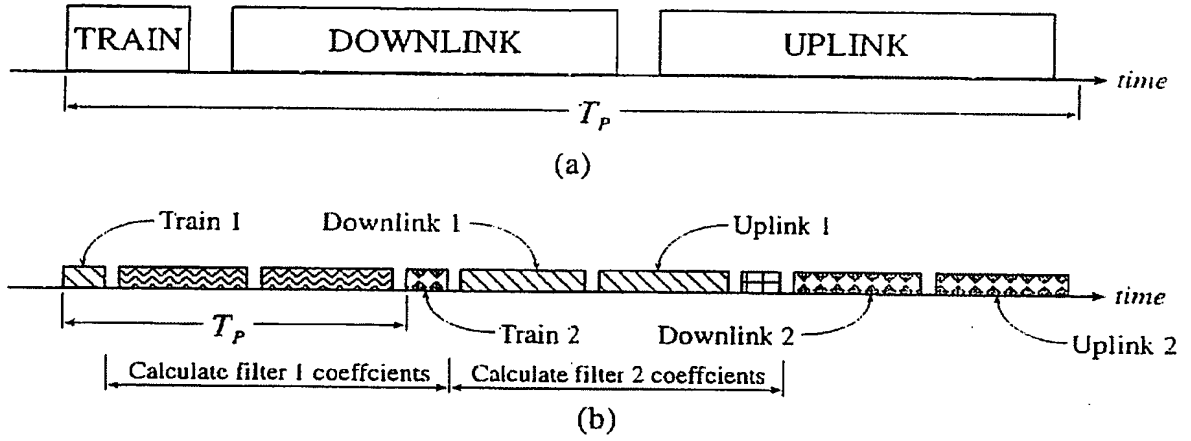 TRAIN DOWNLINK UPLINK
time
T_P
(a)
Train 1 Downlink 1 Uplink 1
time
T_P Train 2 Downlink 2 Uplink 2
Calculate filter 1 coeffcients Calculate filter 2 coeffcients
(b)